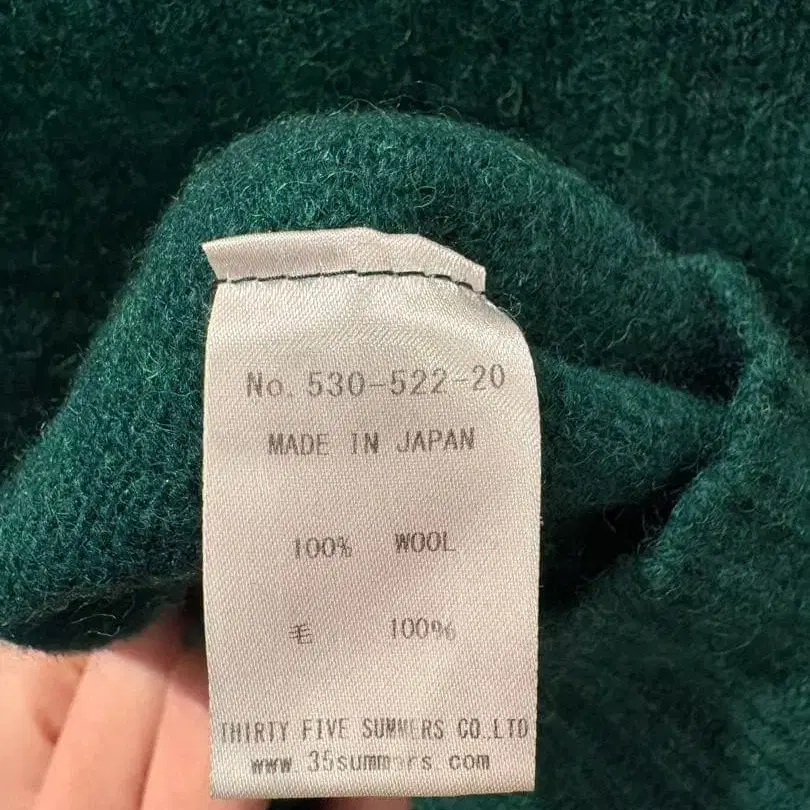 No. 530-522-20
MADE IN JAPAN
100% WOOL
毛 100%
THIRTY FIVE SUMMERS CO.LTD
www.35summers.com